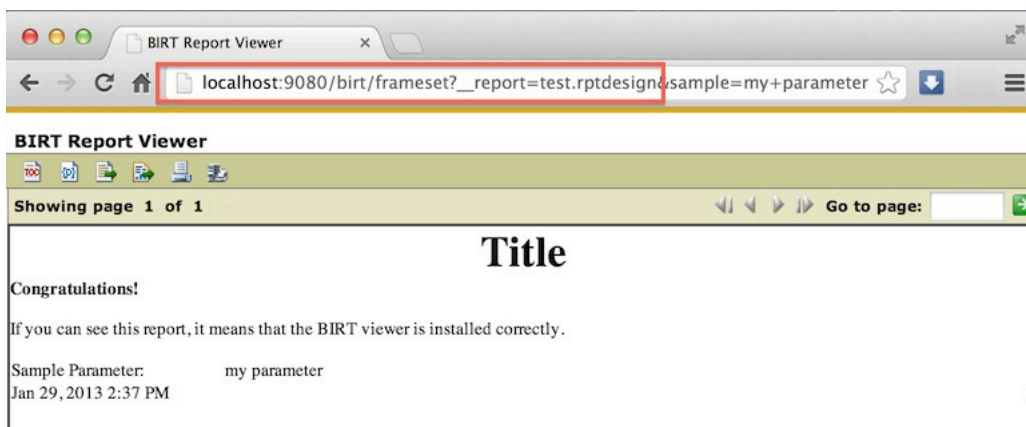 BIRT Report Viewer
localhost:9080/birt/frameset?__report=test.rptdesign&sample=my+parameter
BIRT Report Viewer
TOC
Showing page 1 of 1 Go to page:
Title
Congratulations!
If you can see this report, it means that the BIRT viewer is installed correctly.
Sample Parameter: my parameter
Jan 29, 2013 2:37 PM